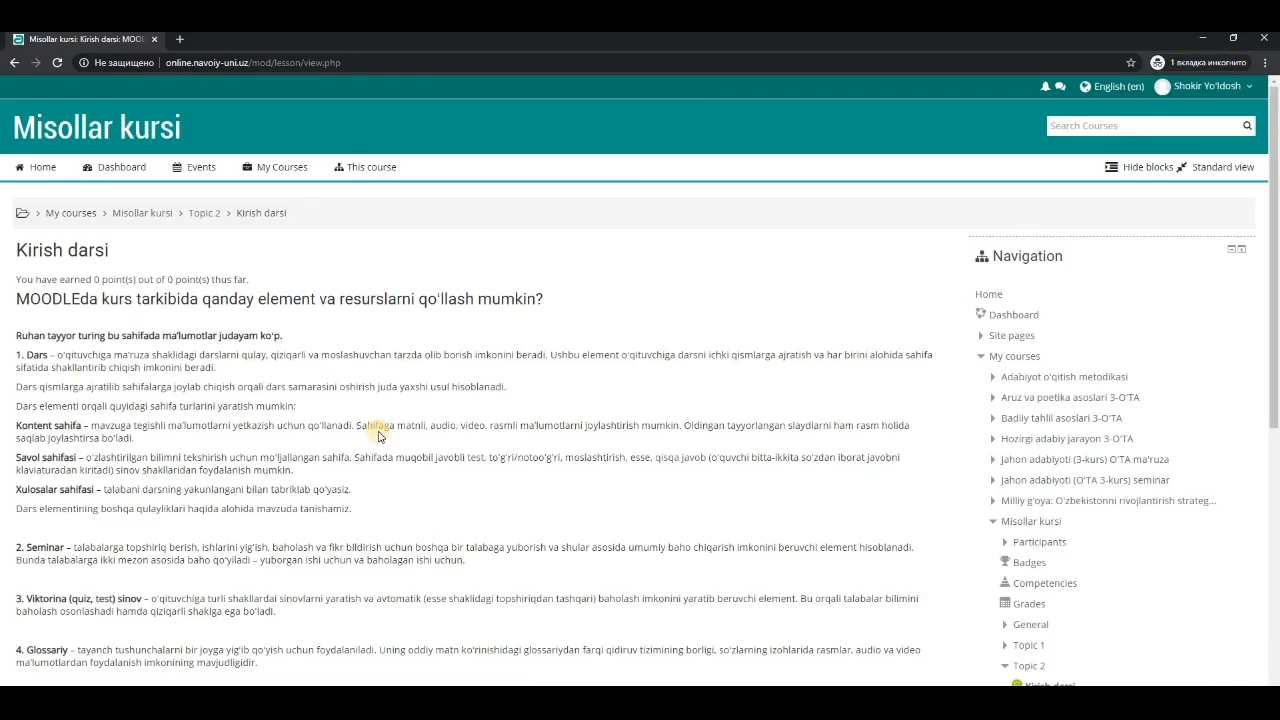 Misollar kursi: Kirish darsi: MOO
Не защищено
online.navoiy-uni.uz/mod/lesson/view.php
1 вкладка инкогнито
English (en)
Shokir Yo'ldosh
Misollar kursi
Search Courses
Home
Dashboard
Events
My Courses
This course
Hide blocks
Standard view
My courses
Misollar kursi
Topic 2
Kirish darsi
Kirish darsi
You have earned 0 point(s) out of 0 point(s) thus far.
MOODLEda kurs tarkibida qanday element va resurslarni qo'llash mumkin?
Ruhan tayyor turing bu sahifada ma'lumotlar judayam ko'p.
1. Dars – o'qituvchiga ma'ruza shaklidagi darslarni qulay, qiziqarli va moslashuvchan tarzda olib borish imkonini beradi. Ushbu element o'qituvchiga darsni ichki qismlarga ajratish va har birini alohida sahifa
sifatida shakllantirib chiqish imkonini beradi.
Dars qismlarga ajratilib sahifalarga joylab chiqish orqali dars samarasini oshirish juda yaxshi usul hisoblanadi.
Dars elementi orqali quyidagi sahifa turlarini yaratish mumkin:
Kontent sahifa – mavzuga tegishli ma'lumotlarni yetkazish uchun qo'llanadi. Sahifaga matnli, audio, video, rasmli ma'lumotlarni joylashtirish mumkin. Oldingan tayyorlangan slaydlarni ham rasm holida
saqlab joylashtirsa bo'ladi.
Savol sahifasi – o'zlashtirilgan bilimni tekshirish uchun mo'ljallangan sahifa. Sahifada muqobil javobli test, to'g'ri/notoo'g'ri, moslashtirish, esse, qisqa javob (o'quvchi bitta-ikkita so'zdan iborat javobni
klaviaturadan kiritadi) sinov shakllaridan foydalanish mumkin.
Xulosalar sahifasi – talabani darsning yakunlangani bilan tabriklab qo'yasiz.
Dars elementining boshqa qulayliklari haqida alohida mavzuda tanishamiz.
2. Seminar – talabalarga topshiriq berish, ishlarini yig'ish, baholash va fikr bildirish uchun boshqa bir talabaga yuborish va shular asosida umumiy baho chiqarish imkonini beruvchi element hisoblanadi.
Bunda talabalarga ikki mezon asosida baho qo'yiladi – yuborgan ishi uchun va baholagan ishi uchun.
3. Viktorina (quiz, test) sinov – o'qituvchiga turli shakllardai sinovlarni yaratish va avtomatik (esse shaklidagi topshiriqdan tashqari) baholash imkonini yaratib beruvchi element. Bu orqali talabalar bilimini
baholash osonlashadi hamda qiziqarli shaklga ega bo'ladi.
4. Glossariy – tayanch tushunchalarni bir joyga yig'ib qo'yish uchun foydalaniladi. Uning oddiy matn ko'rinishidagi glossariydan farqi qidiruv tizimining borligi, so'zlarning izohlarida rasmlar, audio va video
ma'lumotlardan foydalanish imkonining mavjudligidir.
Navigation
Home
Dashboard
Site pages
My courses
Adabiyot o'qitish metodikasi
Aruz va poetika asoslari 3-O'TA
Badiiy tahlil asoslari 3-O'TA
Hozirgi adabiy jarayon 3-O'TA
Jahon adabiyoti (3-kurs) O'TA ma'ruza
Jahon adabiyoti (O'TA 3-kurs) seminar
Milliy g'oya: O'zbekistonni rivojlantirish strateg...
Misollar kursi
Participants
Badges
Competencies
Grades
General
Topic 1
Topic 2
Kirish darsi